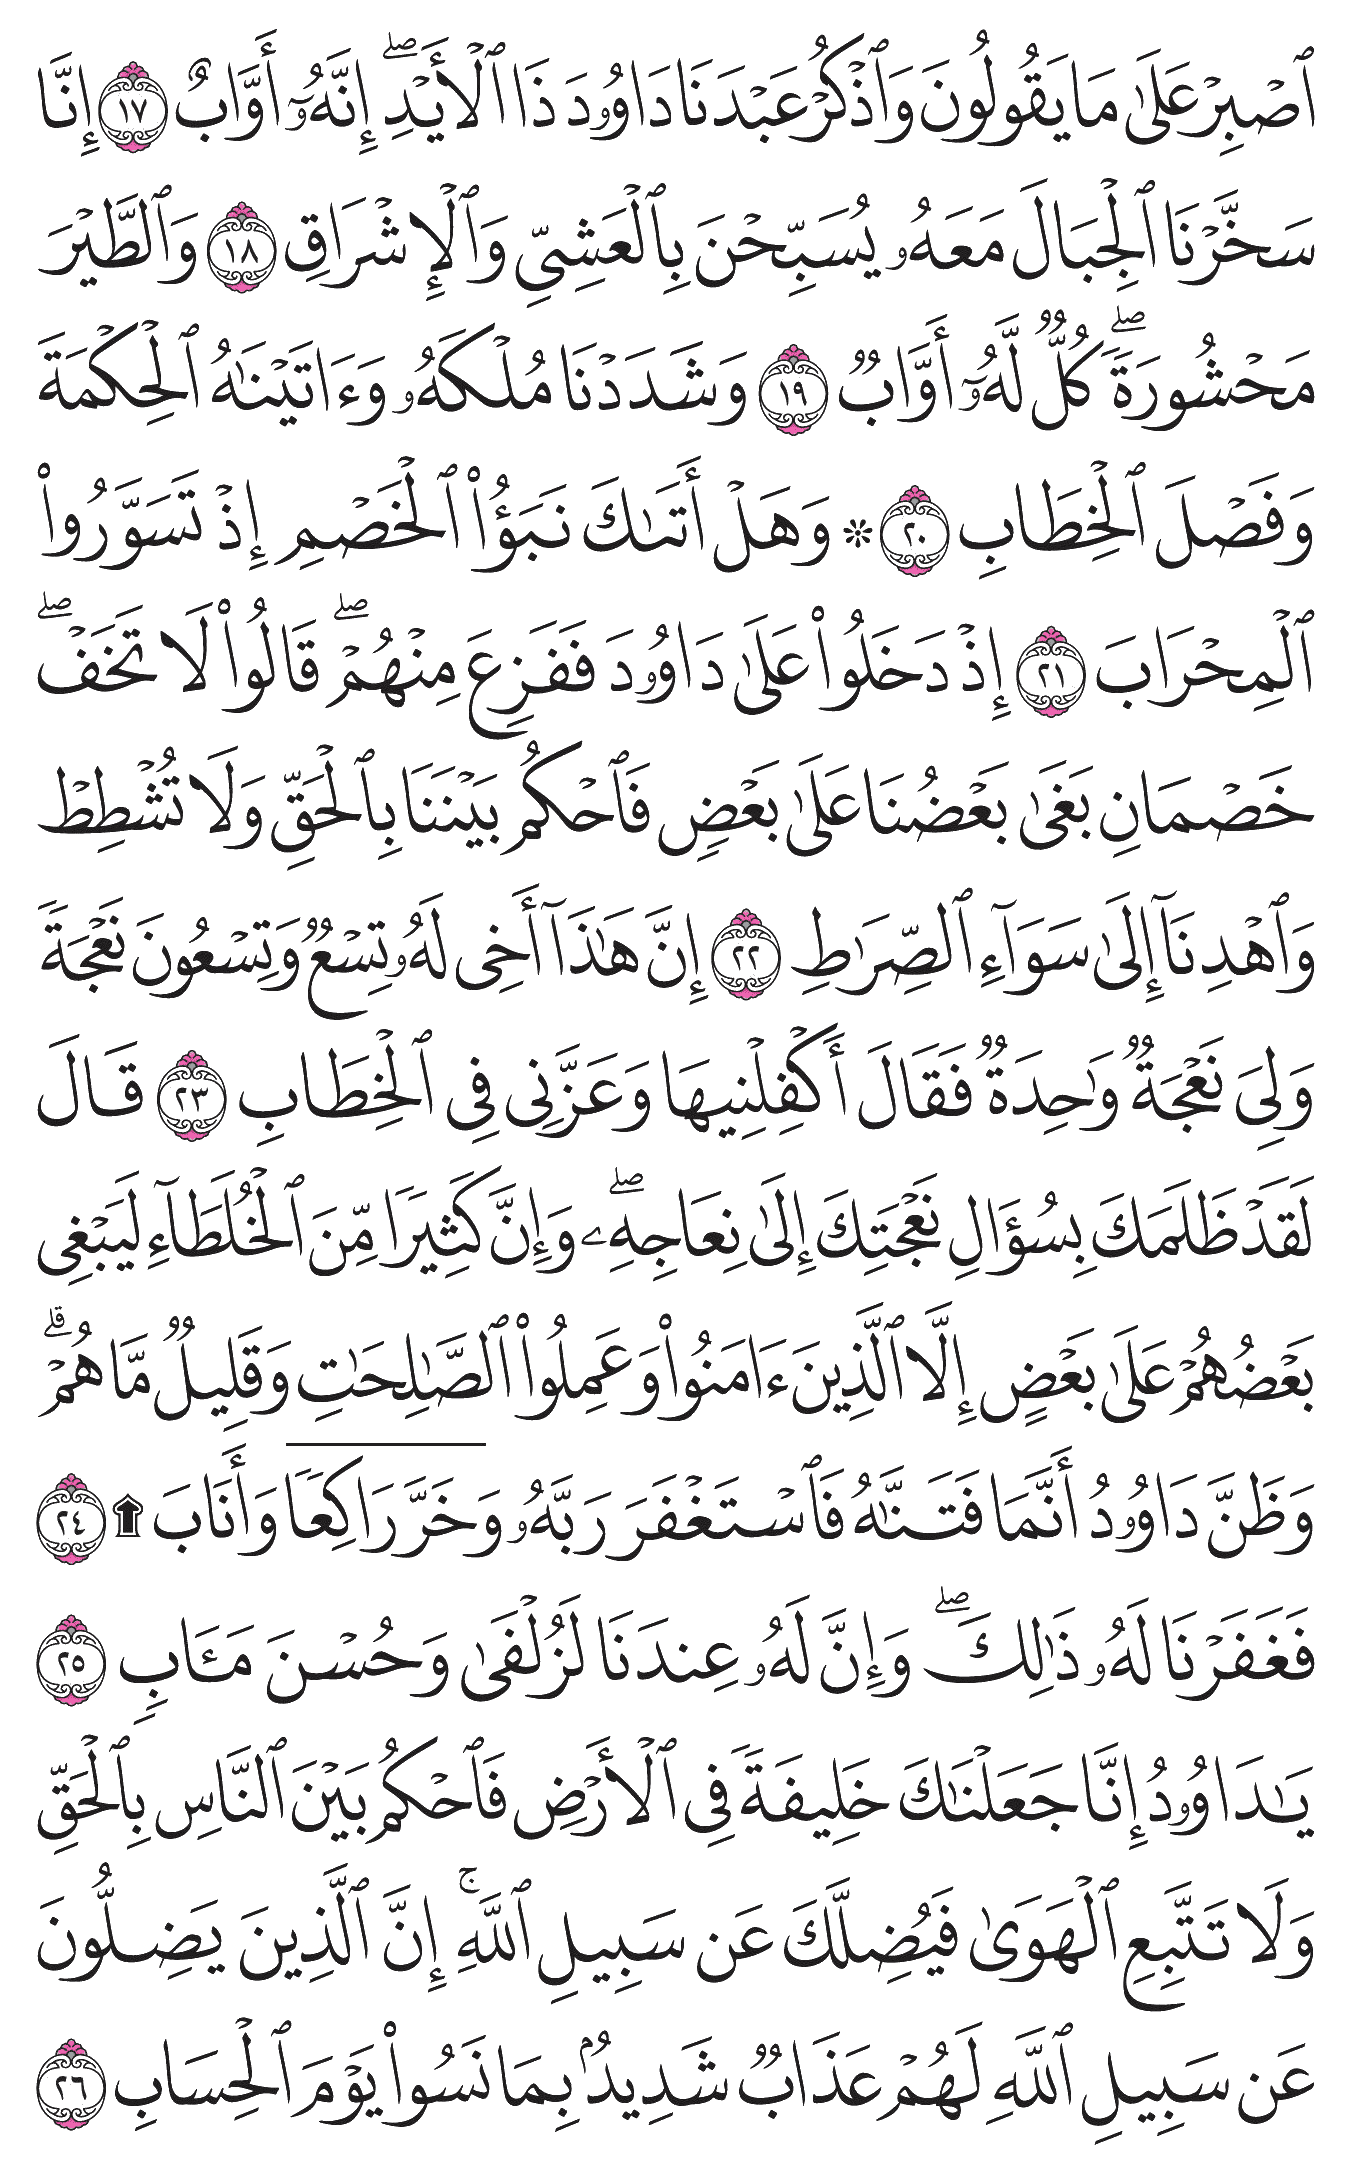 ٱصۡبِرۡ عَلَىٰ مَا يَقُولُونَ وَٱذۡكُرۡ عَبۡدَنَا دَاوُۥدَ ذَا ٱلۡأَيۡدِۖ إِنَّهُۥٓ أَوَّابٌ ١٧ إِنَّا
سَخَّرۡنَا ٱلۡجِبَالَ مَعَهُۥ يُسَبِّحۡنَ بِٱلۡعَشِيِّ وَٱلۡإِشۡرَاقِ ١٨ وَٱلطَّيۡرَ
مَحۡشُورَةٗۖ كُلّٞ لَّهُۥٓ أَوَّابٞ ١٩ وَشَدَدۡنَا مُلۡكَهُۥ وَءَاتَيۡنَٰهُ ٱلۡحِكۡمَةَ
وَفَصۡلَ ٱلۡخِطَابِ ٢٠ ۞ وَهَلۡ أَتَىٰكَ نَبَؤُاْ ٱلۡخَصۡمِ إِذۡ تَسَوَّرُواْ
ٱلۡمِحۡرَابَ ٢١ إِذۡ دَخَلُواْ عَلَىٰ دَاوُۥدَ فَفَزِعَ مِنۡهُمۡۖ قَالُواْ لَا تَخَفۡۖ
خَصۡمَانِ بَغَىٰ بَعۡضُنَا عَلَىٰ بَعۡضٖ فَٱحۡكُم بَيۡنَنَا بِٱلۡحَقِّ وَلَا تُشۡطِطۡ
وَٱهۡدِنَآ إِلَىٰ سَوَآءِ ٱلصِّرَٰطِ ٢٢ إِنَّ هَٰذَآ أَخِي لَهُۥ تِسۡعٞ وَتِسۡعُونَ نَعۡجَةٗ
وَلِيَ نَعۡجَةٞ وَٰحِدَةٞ فَقَالَ أَكۡفِلۡنِيهَا وَعَزَّنِي فِي ٱلۡخِطَابِ ٢٣ قَالَ
لَقَدۡ ظَلَمَكَ بِسُؤَالِ نَعۡجَتِكَ إِلَىٰ نِعَاجِهِۦۖ وَإِنَّ كَثِيرٗا مِّنَ ٱلۡخُلَطَآءِ لَيَبۡغِي
بَعۡضُهُمۡ عَلَىٰ بَعۡضٍ إِلَّا ٱلَّذِينَ ءَامَنُواْ وَعَمِلُواْ ٱلصَّٰلِحَٰتِ وَقَلِيلٞ مَّا هُمۡۗ
وَظَنَّ دَاوُۥدُ أَنَّمَا فَتَنَّٰهُ فَٱسۡتَغۡفَرَ رَبَّهُۥ وَخَرَّۤ رَاكِعٗاۤ وَأَنَابَ ۩ ٢٤
فَغَفَرۡنَا لَهُۥ ذَٰلِكَۖ وَإِنَّ لَهُۥ عِندَنَا لَزُلۡفَىٰ وَحُسۡنَ مَـَٔابٖ ٢٥
يَٰدَاوُۥدُ إِنَّا جَعَلۡنَٰكَ خَلِيفَةٗ فِي ٱلۡأَرۡضِ فَٱحۡكُم بَيۡنَ ٱلنَّاسِ بِٱلۡحَقِّ
وَلَا تَتَّبِعِ ٱلۡهَوَىٰ فَيُضِلَّكَ عَن سَبِيلِ ٱللَّهِۚ إِنَّ ٱلَّذِينَ يَضِلُّونَ
عَن سَبِيلِ ٱللَّهِ لَهُمۡ عَذَابٞ شَدِيدُۢ بِمَا نَسُواْ يَوۡمَ ٱلۡحِسَابِ ٢٦